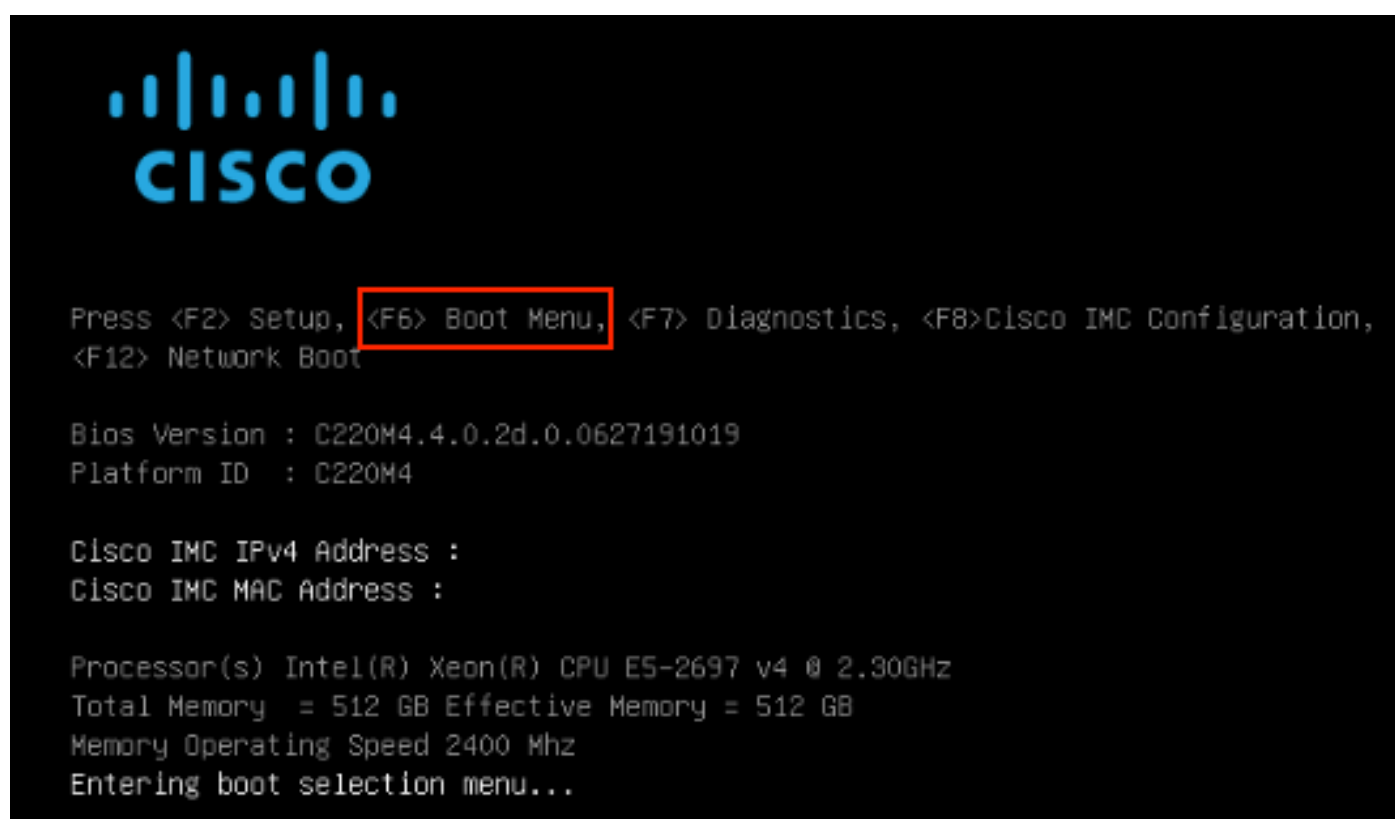 CISCO
Press <F2> Setup, <F6> Boot Menu, <F7> Diagnostics, <F8>Cisco IMC Configuration,
<F12> Network Boot
Bios Version : C220M4.4.0.2d.0.0627191019
Platform ID : C220M4
Cisco IMC IPv4 Address :
Cisco IMC MAC Address :
Processor(s) Intel(R) Xeon(R) CPU E5-2697 v4 @ 2.30GHz
Total Memory = 512 GB Effective Memory = 512 GB
Memory Operating Speed 2400 Mhz
Entering boot selection menu...